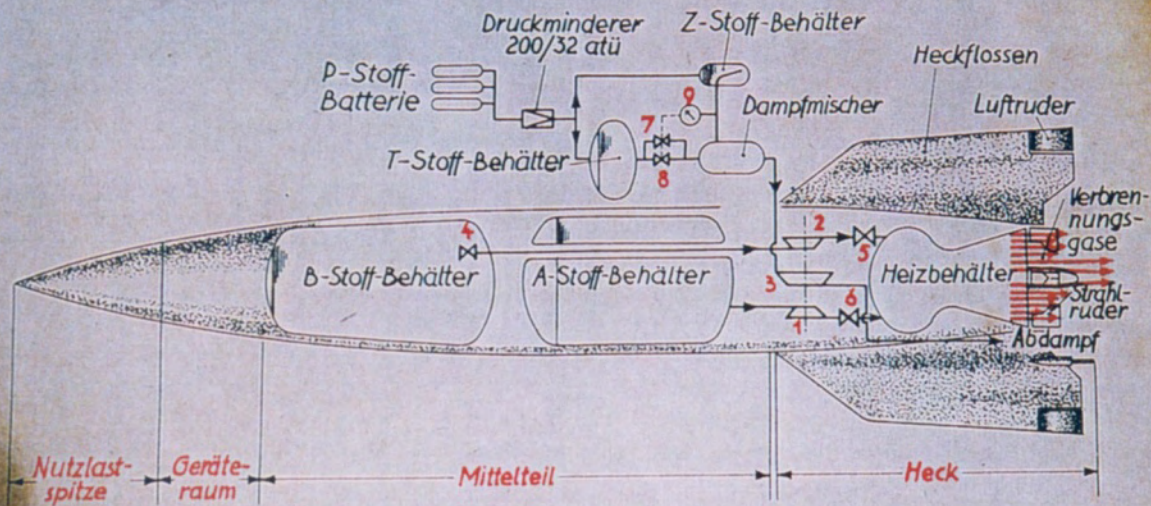 Druckminderer
200/32 atü
Z-Stoff-Behälter
P-Stoff-
Batterie
Heckflossen
Luftruder
9
7
Dampfmischer
T-Stoff-Behälter
8
Verbren-
nungs-
gase
4
2
B-Stoff-Behälter
A-Stoff-Behälter
5
3
Heizbehälter
6
1
Strahl-
ruder
Abdampf
Nutzlast-
spitze
Geräte-
raum
Mittelteil
Heck